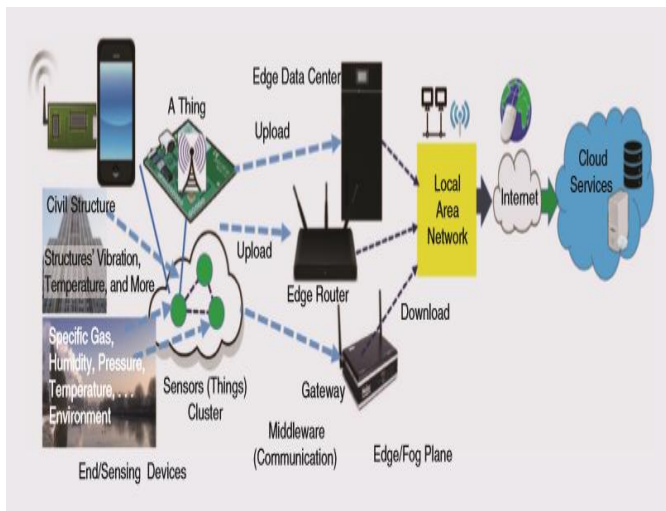 Edge Data Center
A Thing
Upload
Civil Structure
Structures' Vibration,
Temperature, and More
Upload
Edge Router
Local
Area
Network
Internet
Cloud
Services
Download
Specific Gas,
Humidity, Pressure,
Temperature, . . .
Environment
Sensors (Things)
Cluster
Gateway
Middleware
(Communication)
Edge/Fog Plane
End/Sensing Devices